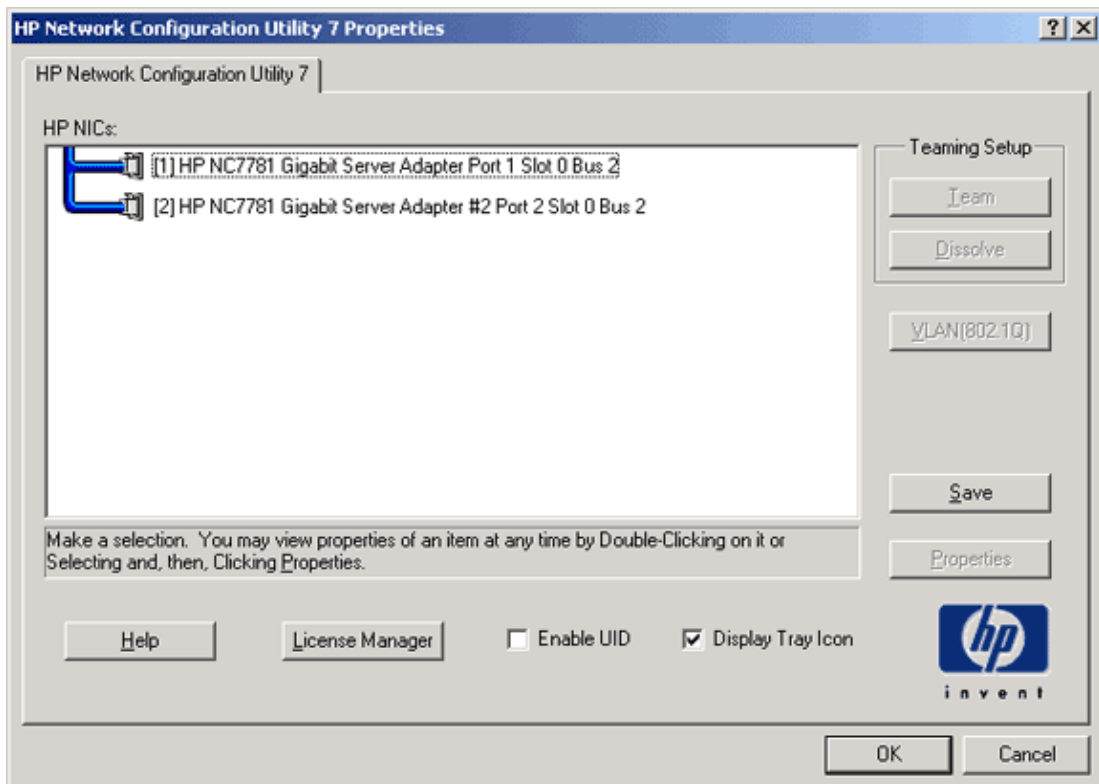 HP Network Configuration Utility 7 Properties
HP Network Configuration Utility 7
HP NICs:
[1] HP NC7781 Gigabit Server Adapter Port 1 Slot 0 Bus 2
[2] HP NC7781 Gigabit Server Adapter #2 Port 2 Slot 0 Bus 2
Teaming Setup
Team
Dissolve
VLAN(802.1Q)
Save
Make a selection. You may view properties of an item at any time by Double-Clicking on it or
Selecting and, then, Clicking Properties.
Properties
Help
License Manager
Enable UID
Display Tray Icon
hp
invent
OK
Cancel